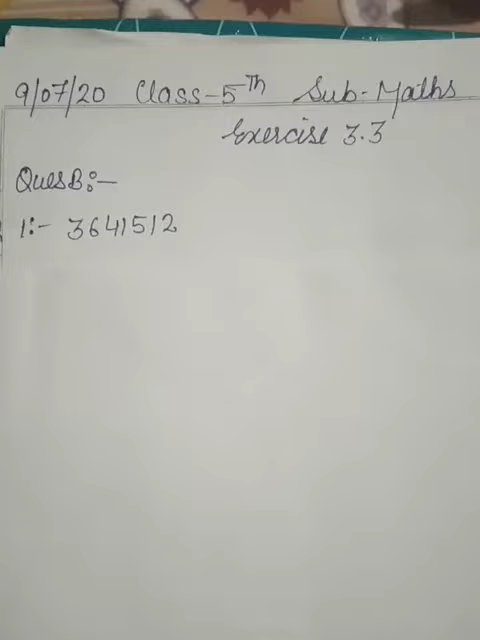 9/07/20 Class-5Th Sub-Maths
Exercise 3.3
QuesB:-
1:- 3641512